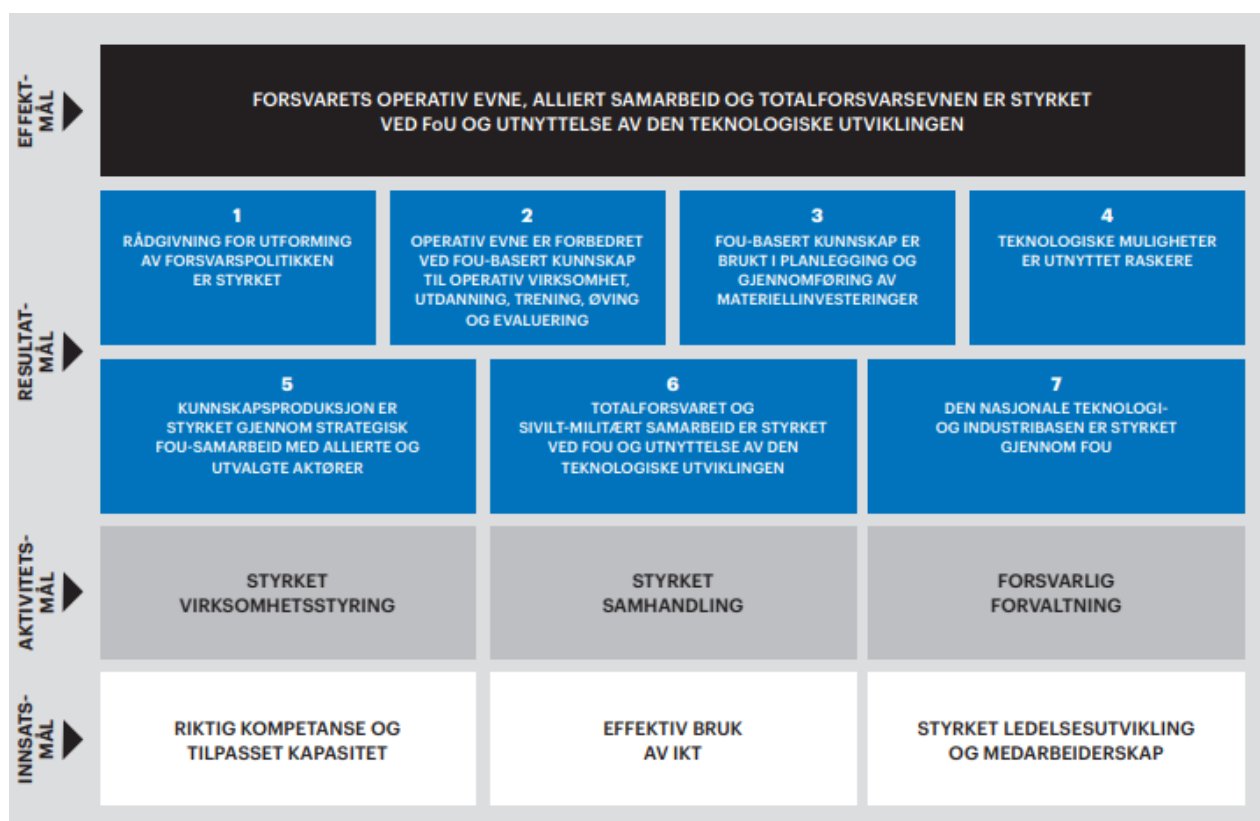 EFFEKT-
MÅL
FORSVARETS OPERATIV EVNE, ALLIERT SAMARBEID OG TOTALFORSVARSEVNEN ER STYRKET
VED FoU OG UTNYTTELSE AV DEN TEKNOLOGISKE UTVIKLINGEN
RESULTAT-
MÅL
1
RÅDGIVNING FOR UTFORMING
AV FORSVARSPOLITIKKEN
ER STYRKET
2
OPERATIV EVNE ER FORBEDRET
VED FOU-BASERT KUNNSKAP
TIL OPERATIV VIRKSOMHET,
UTDANNING, TRENING, ØVING
OG EVALUERING
3
FOU-BASERT KUNNSKAP ER
BRUKT I PLANLEGGING OG
GJENNOMFØRING AV
MATERIELLINVESTERINGER
4
TEKNOLOGISKE MULIGHETER
ER UTNYTTET RASKERE
5
KUNNSKAPSPRODUKSJON ER
STYRKET GJENNOM STRATEGISK
FOU-SAMARBEID MED ALLIERTE OG
UTVALGTE AKTØRER
6
TOTALFORSVARET OG
SIVILT-MILITÆRT SAMARBEID ER STYRKET
VED FOU OG UTNYTTELSE AV DEN
TEKNOLOGISKE UTVIKLINGEN
7
DEN NASJONALE TEKNOLOGI-
OG INDUSTRIBASEN ER STYRKET
GJENNOM FOU
AKTIVITETS-
MÅL
STYRKET
VIRKSOMHETSSTYRING
STYRKET
SAMHANDLING
FORSVARLIG
FORVALTNING
INNSATS-
MÅL
RIKTIG KOMPETANSE OG
TILPASSET KAPASITET
EFFEKTIV BRUK
AV IKT
STYRKET LEDELSESUTVIKLING
OG MEDARBEIDERSKAP